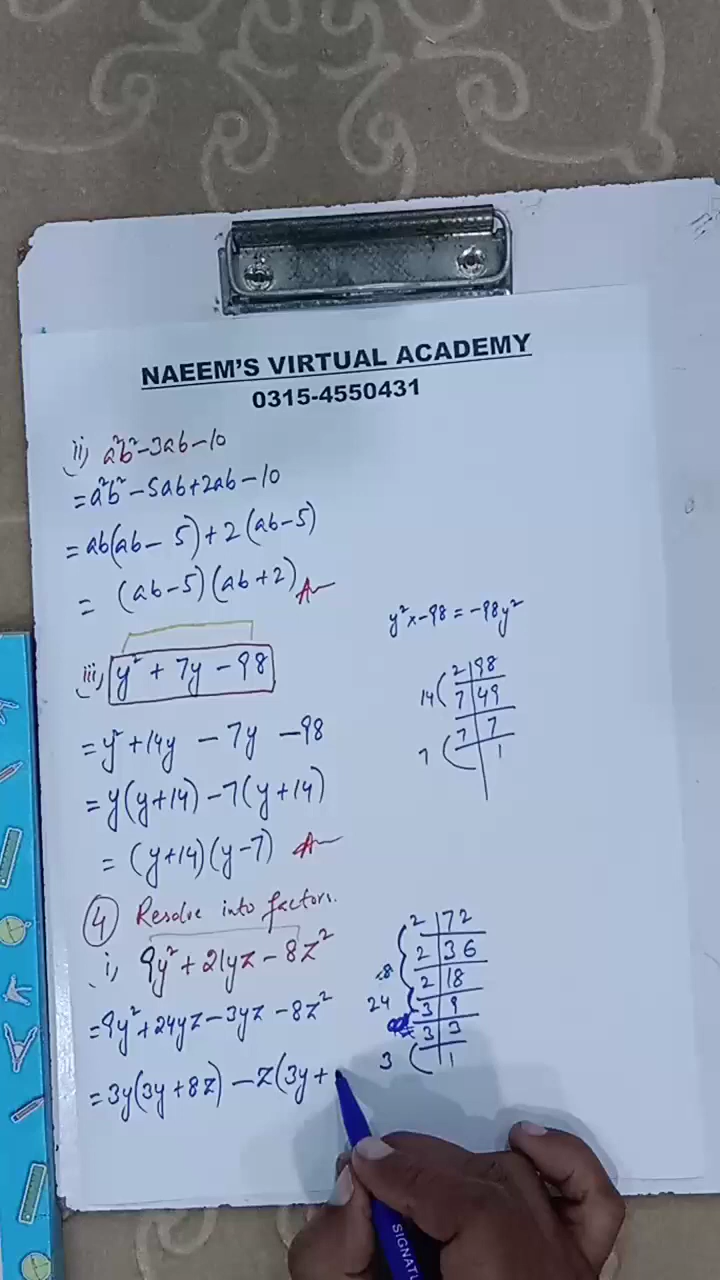 NAEEM'S VIRTUAL ACADEMY
0315-4550431
ii) a²b²-3ab-10
= a²b² -5ab+2ab-10
= ab(ab- 5)+2(ab-5)
= (ab-5)(ab+2) A
iii) y² + 7y - 98
= y² +14y - 7y - 98
= y(y+14) -7(y+14)
= (y+14)(y-7) A
y²x-98 = -98y²
2 98
14 7 49
7 7
7 1
4 Resolve into factors.
i, 9y² + 21yz - 8z²
= 9y²+24yz-3yz -8z²
= 3y(3y+8z) - z(3y+
2 72
2 36
8 2 18
24 3 9
3 3
3 1
SIGNAT